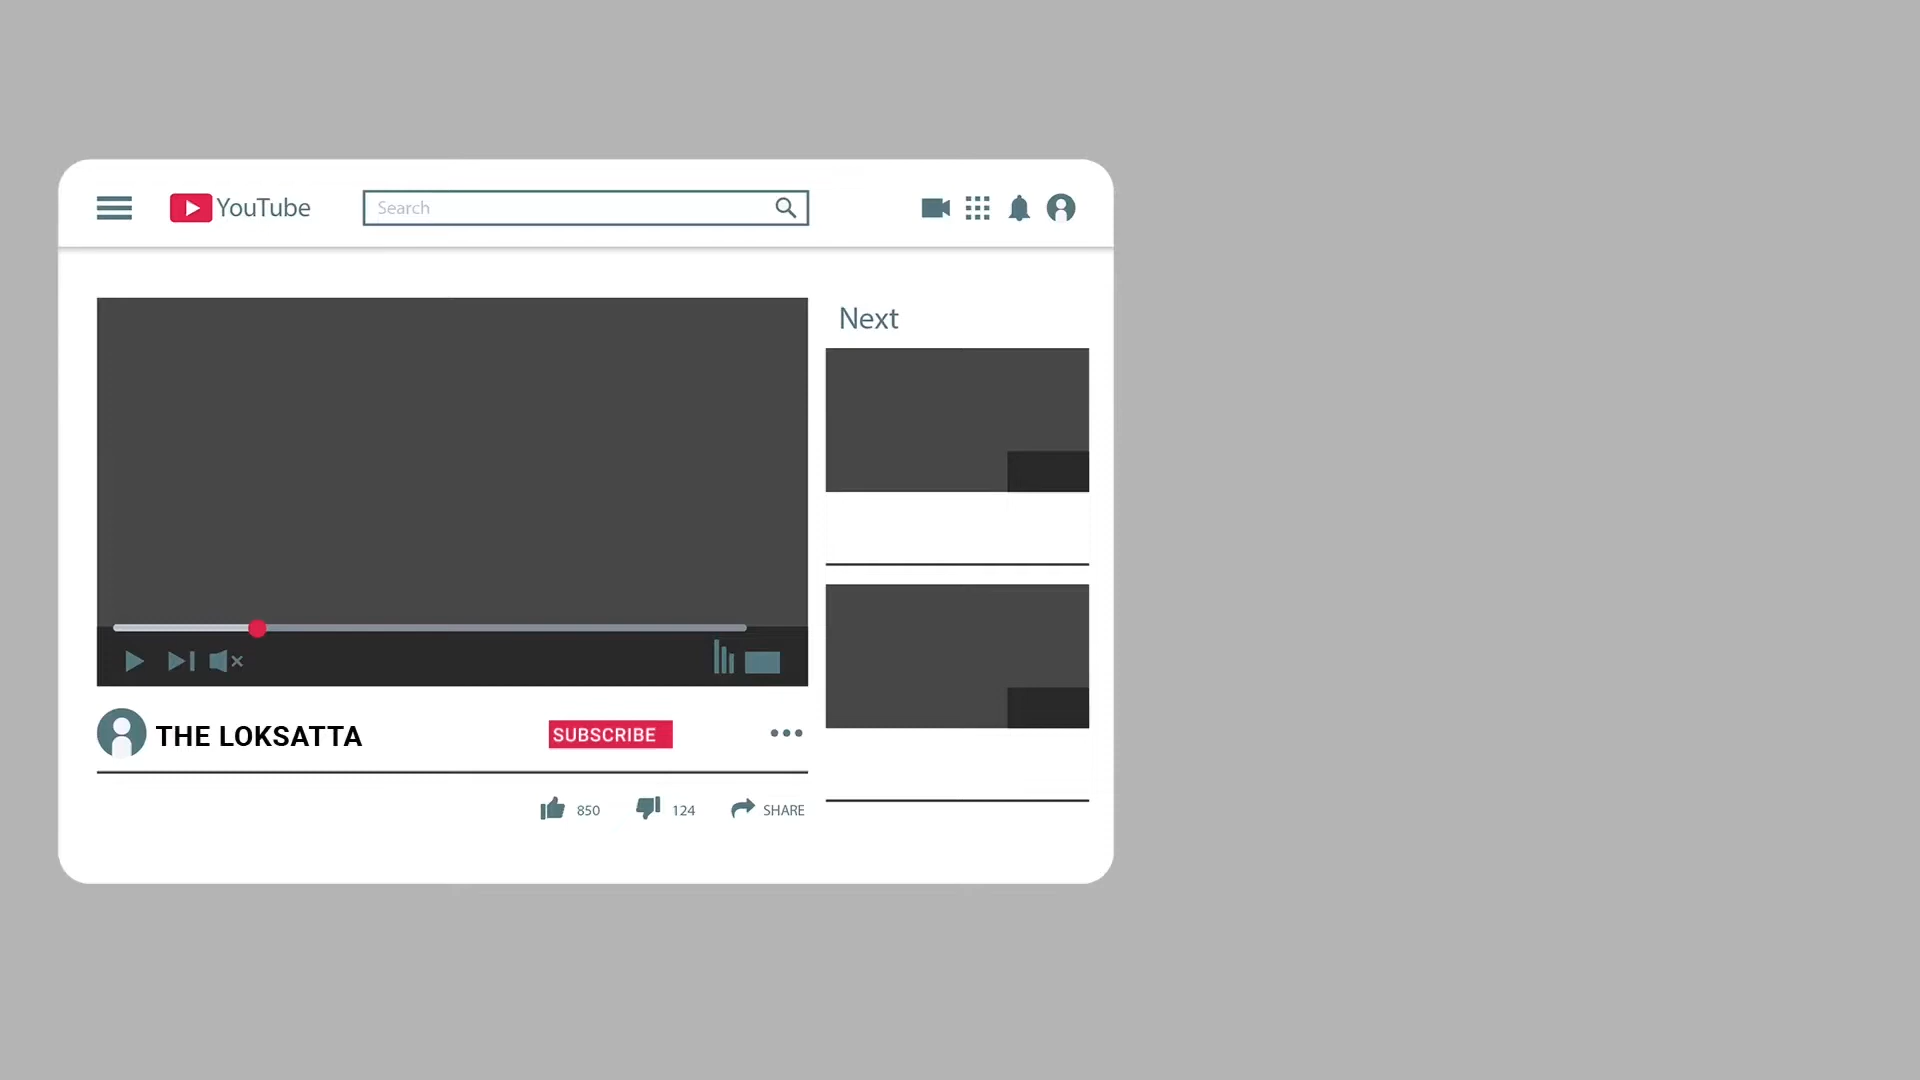 YouTube
Search
Next
THE LOKSATTA
SUBSCRIBE
850
124
SHARE